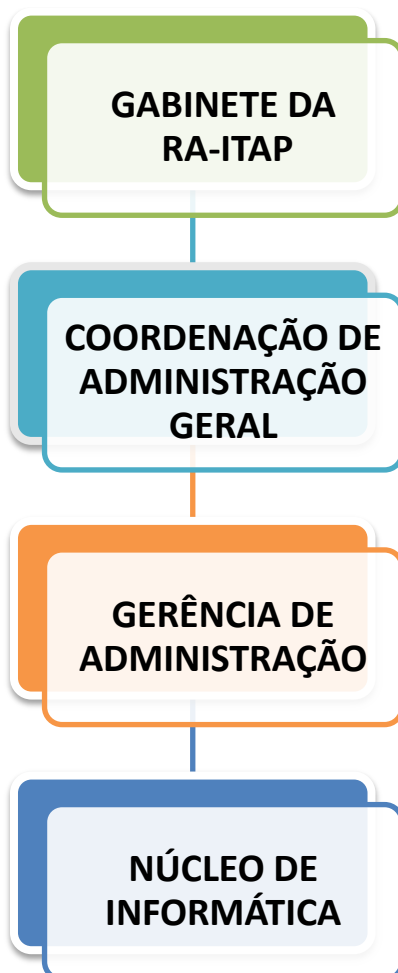 GABINETE DA
RA-ITAP
COORDENAÇÃO DE
ADMINISTRAÇÃO
GERAL
GERÊNCIA DE
ADMINISTRAÇÃO
NÚCLEO DE
INFORMÁTICA